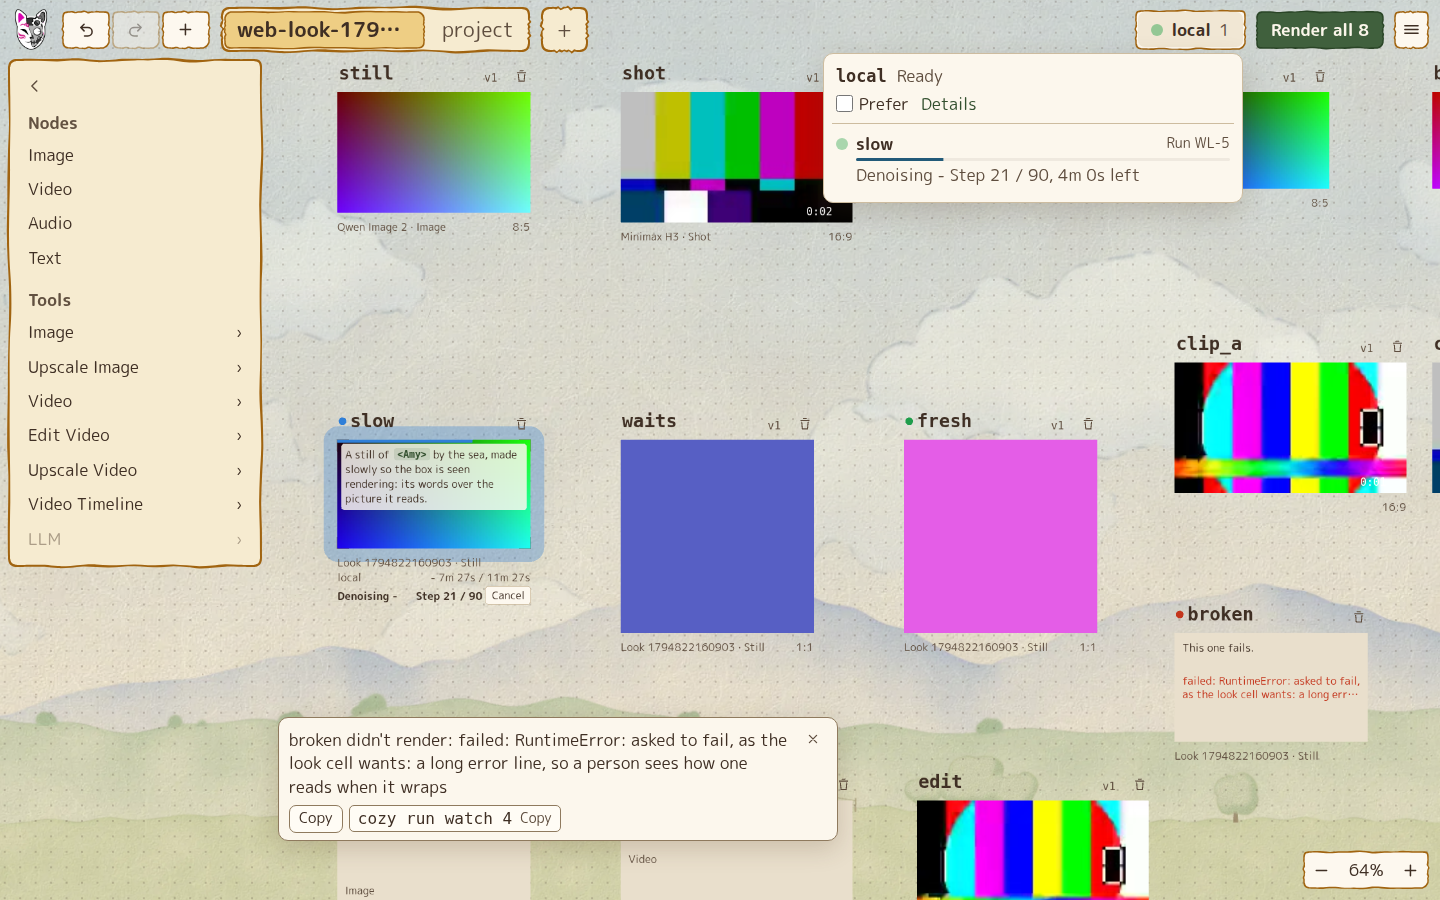 web-look-179···
project
local 1
Render all 8
Nodes
Image
Video
Audio
Text
Tools
Image
Upscale Image
Video
Edit Video
Upscale Video
Video Timeline
LLM
still
v1
Qwen Image 2 · Image
8:5
shot
v1
0:02
Minimax H3 · Shot
16:9
local Ready
Prefer Details
slow
Run WL-5
Denoising - Step 21 / 90, 4m 0s left
v1
8:5
slow
A still of <Amy> by the sea, made
slowly so the box is seen
rendering: its words over the
picture it reads.
Look 1794822160903 · Still
local
- 7m 27s / 11m 27s
Denoising -
Step 21 / 90
Cancel
waits
v1
Look 1794822160903 · Still
1:1
fresh
v1
Look 1794822160903 · Still
1:1
clip_a
v1
16:9
broken
This one fails.
failed: RuntimeError: asked to fail,
as the look cell wants: a long err···
Look 1794822160903 · Still
broken didn't render: failed: RuntimeError: asked to fail, as the
look cell wants: a long error line, so a person sees how one
reads when it wraps
Copy
cozy run watch 4 Copy
Image
Video
edit
v1
64%